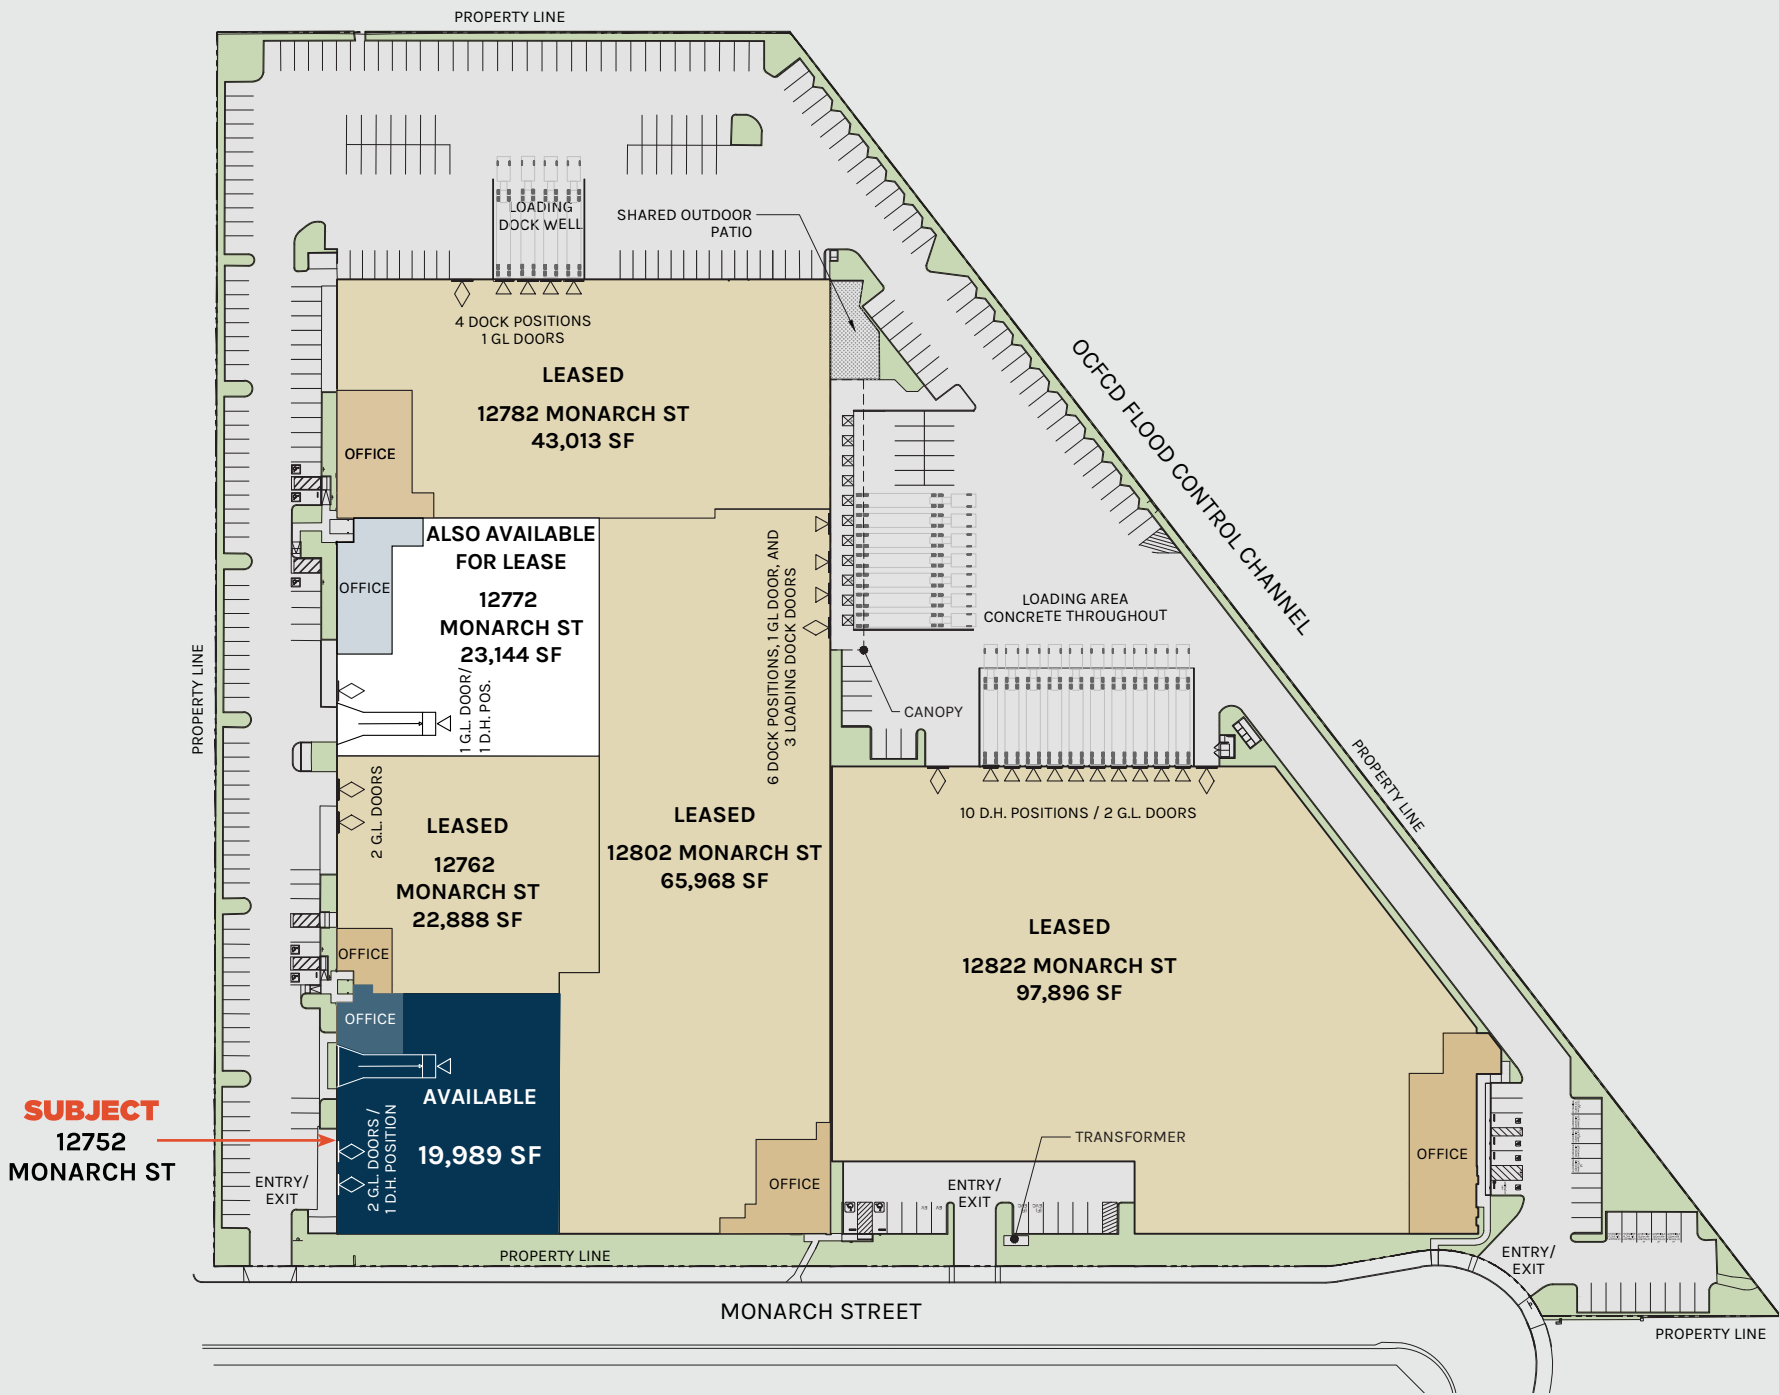 PROPERTY LINE
LOADING
DOCK WELL
SHARED OUTDOOR
PATIO
4 DOCK POSITIONS
1 GL DOORS
LEASED
12782 MONARCH ST
43,013 SF
OFFICE
OCFCD FLOOD CONTROL CHANNEL
ALSO AVAILABLE
FOR LEASE
12772
MONARCH ST
23,144 SF
OFFICE
1 G.L. DOOR/
1 D.H. POS.
6 DOCK POSITIONS, 1 GL DOOR, AND
3 LOADING DOCK DOORS
LOADING AREA
CONCRETE THROUGHOUT
CANOPY
PROPERTY LINE
PROPERTY LINE
2 G.L. DOORS
LEASED
12762
MONARCH ST
22,888 SF
OFFICE
LEASED
12802 MONARCH ST
65,968 SF
10 D.H. POSITIONS / 2 G.L. DOORS
LEASED
12822 MONARCH ST
97,896 SF
OFFICE
AVAILABLE
19,989 SF
2 G.L. DOORS /
1 D.H. POSITION
SUBJECT
12752
MONARCH ST
ENTRY/
EXIT
OFFICE
ENTRY/
EXIT
TRANSFORMER
OFFICE
PROPERTY LINE
ENTRY/
EXIT
MONARCH STREET
PROPERTY LINE